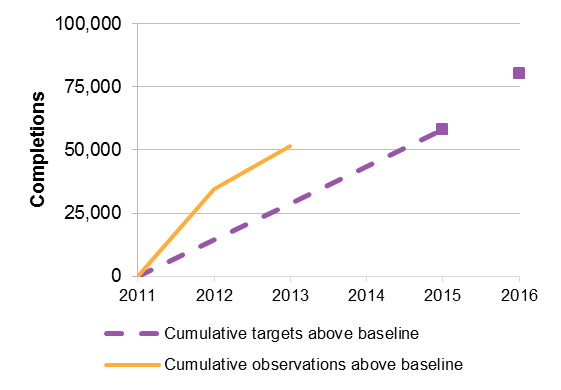 100,000
75,000
50,000
25,000
0
Completions
2011 2012 2013 2014 2015 2016
Cumulative targets above baseline
Cumulative observations above baseline